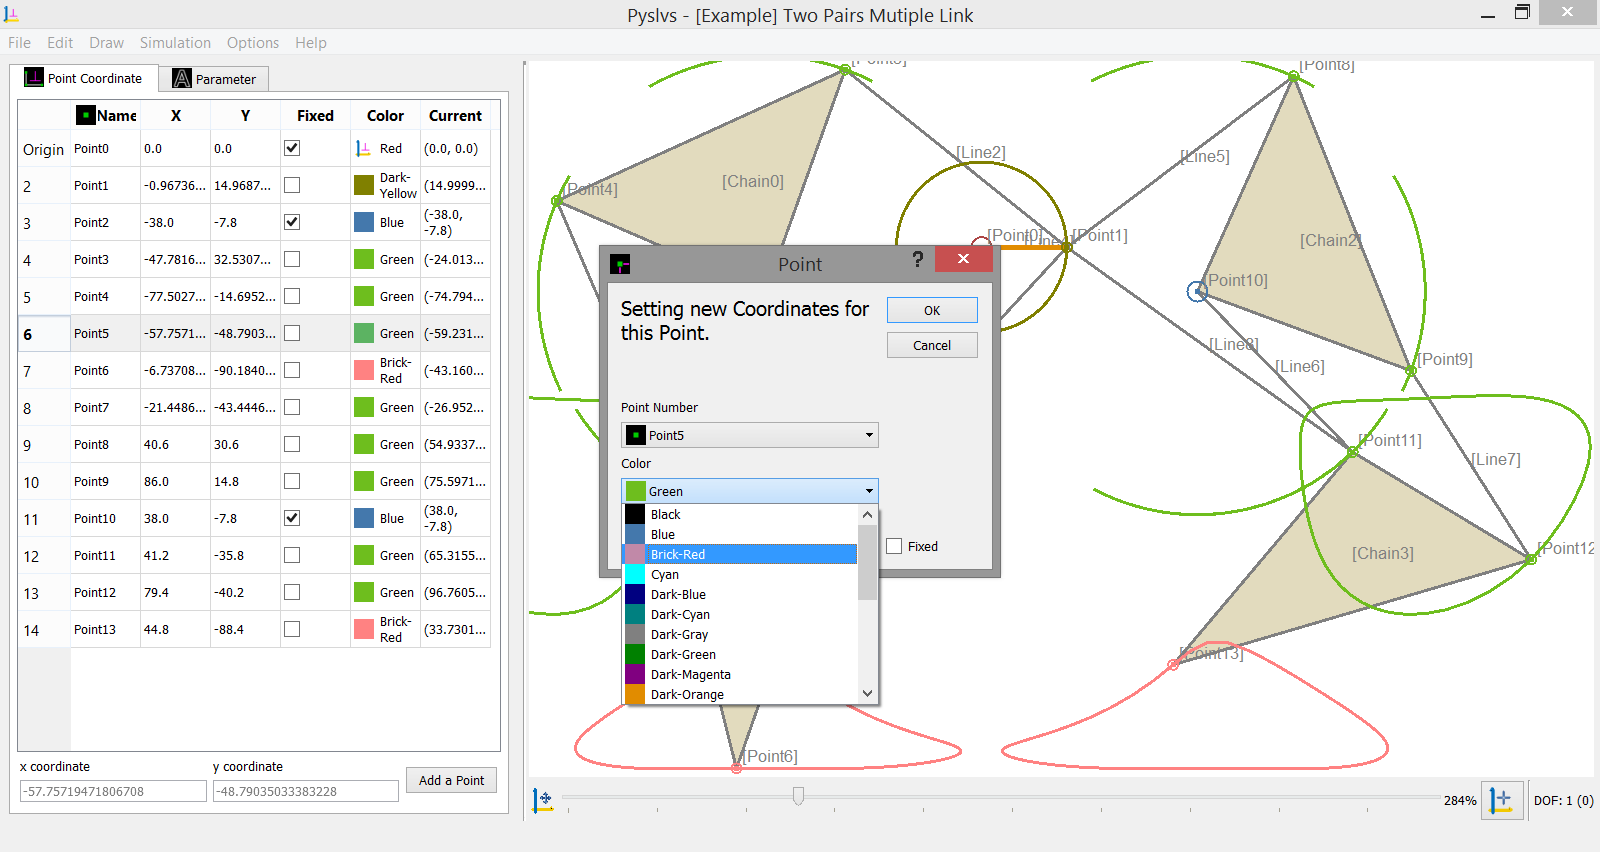 Pyslvs - [Example] Two Pairs Mutiple Link
File Edit Draw Simulation Options Help
Point Coordinate Parameter
Name X Y Fixed Color Current
Origin Point0 0.0 0.0 Red (0.0, 0.0)
2 Point1 -0.96736... 14.9687... Dark-Yellow (14.9999...
3 Point2 -38.0 -7.8 Blue (-38.0, -7.8)
4 Point3 -47.7816... 32.5307... Green (-24.013...
5 Point4 -77.5027... -14.6952... Green (-74.794...
6 Point5 -57.7571... -48.7903... Green (-59.231...
7 Point6 -6.73708... -90.1840... Brick-Red (-43.160...
8 Point7 -21.4486... -43.4446... Green (-26.952...
9 Point8 40.6 30.6 Green (54.9337...
10 Point9 86.0 14.8 Green (75.5971...
11 Point10 38.0 -7.8 Blue (38.0, -7.8)
12 Point11 41.2 -35.8 Green (65.3155...
13 Point12 79.4 -40.2 Green (96.7605...
14 Point13 44.8 -88.4 Brick-Red (33.7301...
x coordinate
y coordinate
-57.75719471806708
-48.79035033383228
Add a Point
[Point8]
[Line2]
[Line5]
[Point4]
[Chain0]
[Point0]
[Point1]
[Chain2]
[Point10]
[Line8]
[Line6]
[Point9]
[Point11]
[Line7]
[Chain3]
[Point12
[Point13]
[Point6]
Point
?
Setting new Coordinates for
this Point.
OK
Cancel
Point Number
Point5
Color
Green
Black
Blue
Brick-Red
Cyan
Dark-Blue
Dark-Cyan
Dark-Gray
Dark-Green
Dark-Magenta
Dark-Orange
Fixed
284%
DOF: 1 (0)